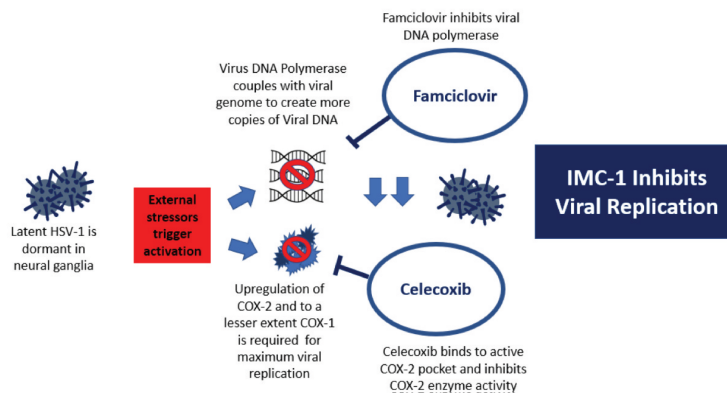 Famciclovir inhibits viral
DNA polymerase
Virus DNA Polymerase
couples with viral
genome to create more
copies of Viral DNA
Famciclovir
Latent HSV-1 is
dormant in
neural ganglia
External
stressors
trigger
activation
IMC-1 Inhibits
Viral Replication
Upregulation of
COX-2 and to a
lesser extent COX-1
is required for
maximum viral
replication
Celecoxib
Celecoxib binds to active
COX-2 pocket and inhibits
COX-2 enzyme activity